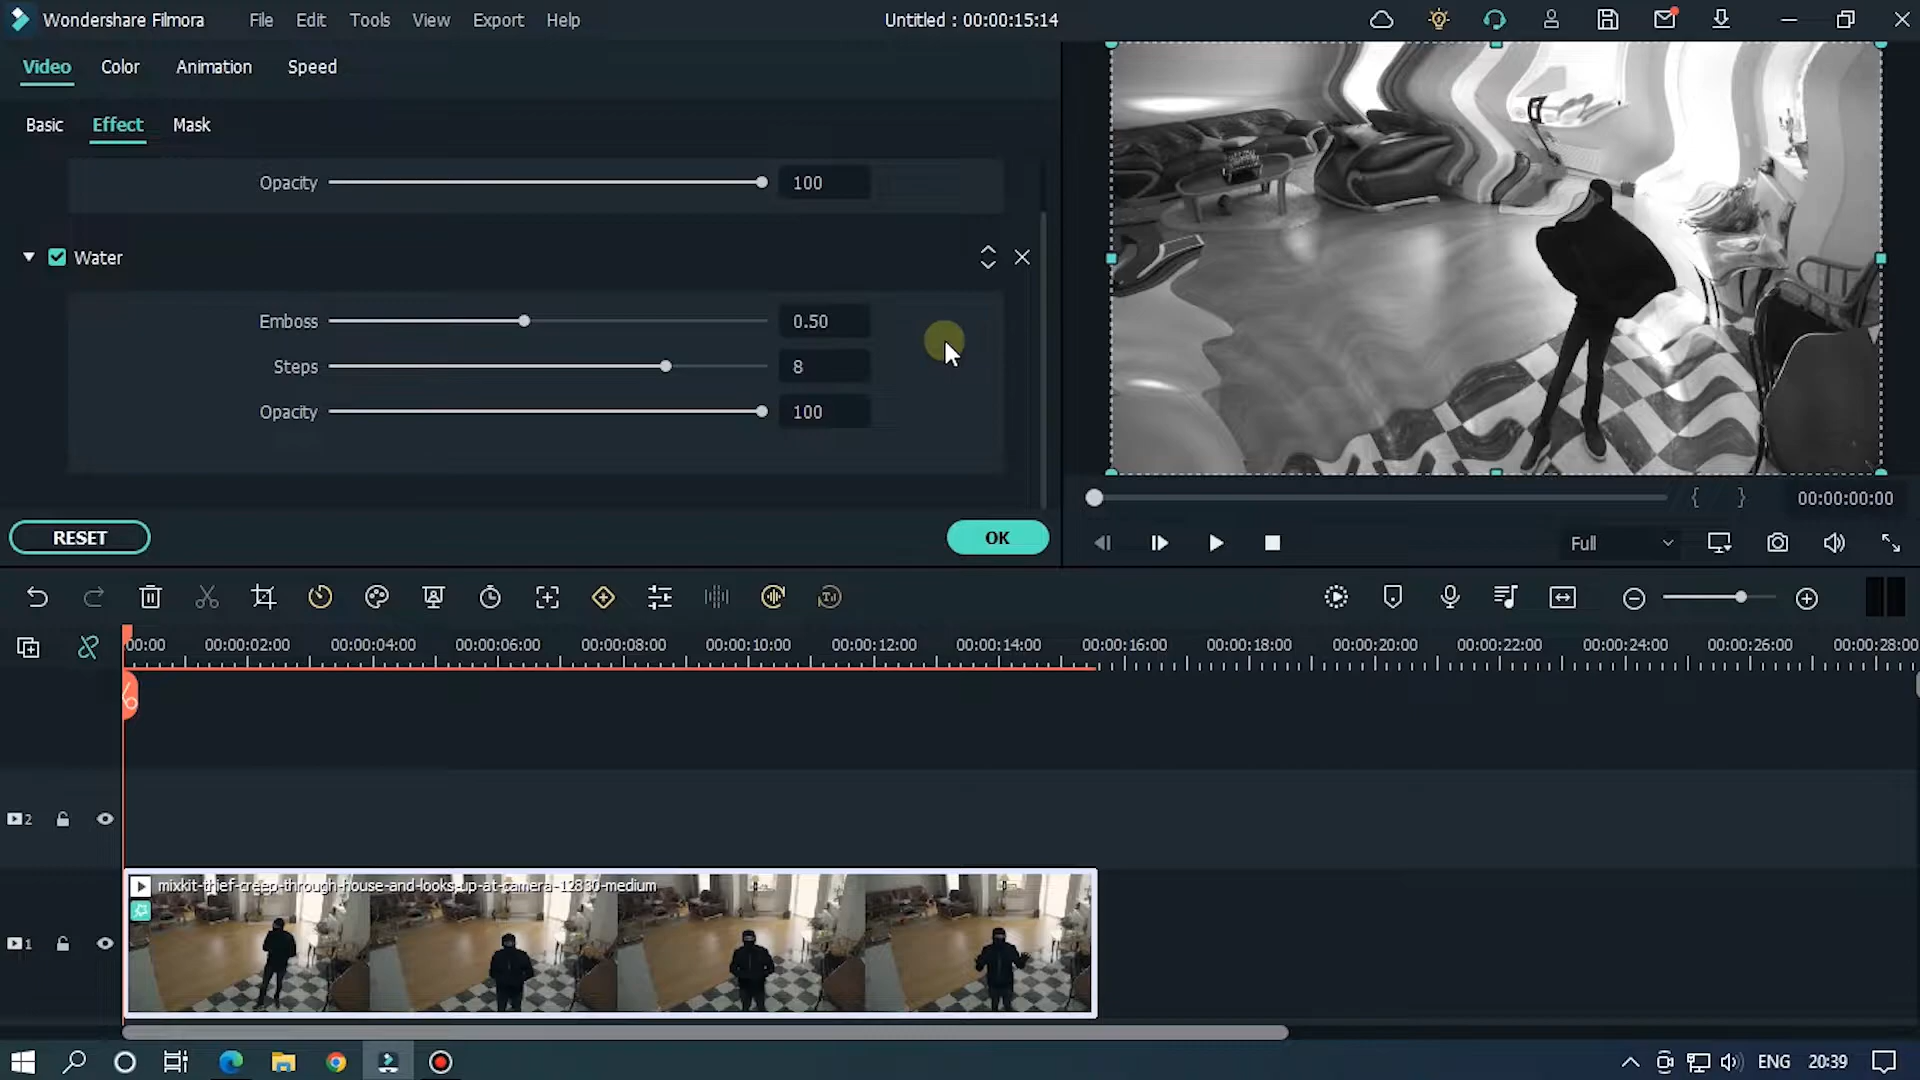 Wondershare Filmora File Edit Tools View Export Help Untitled : 00:00:15:14
Video Color Animation Speed
Basic Effect Mask
Opacity 100
Water
Emboss 0.50
Steps 8
Opacity 100
RESET OK
{ } 00:00:00:00
Full
00:00 00:00:02:00 00:00:04:00 00:00:06:00 00:00:08:00 00:00:10:00 00:00:12:00 00:00:14:00 00:00:16:00 00:00:18:00 00:00:20:00 00:00:22:00 00:00:24:00 00:00:26:00 00:00:28:00
2
mixkit-thief-creep-through-house-and-looks-up-at-camera-12830-medium
1
ENG 20:39